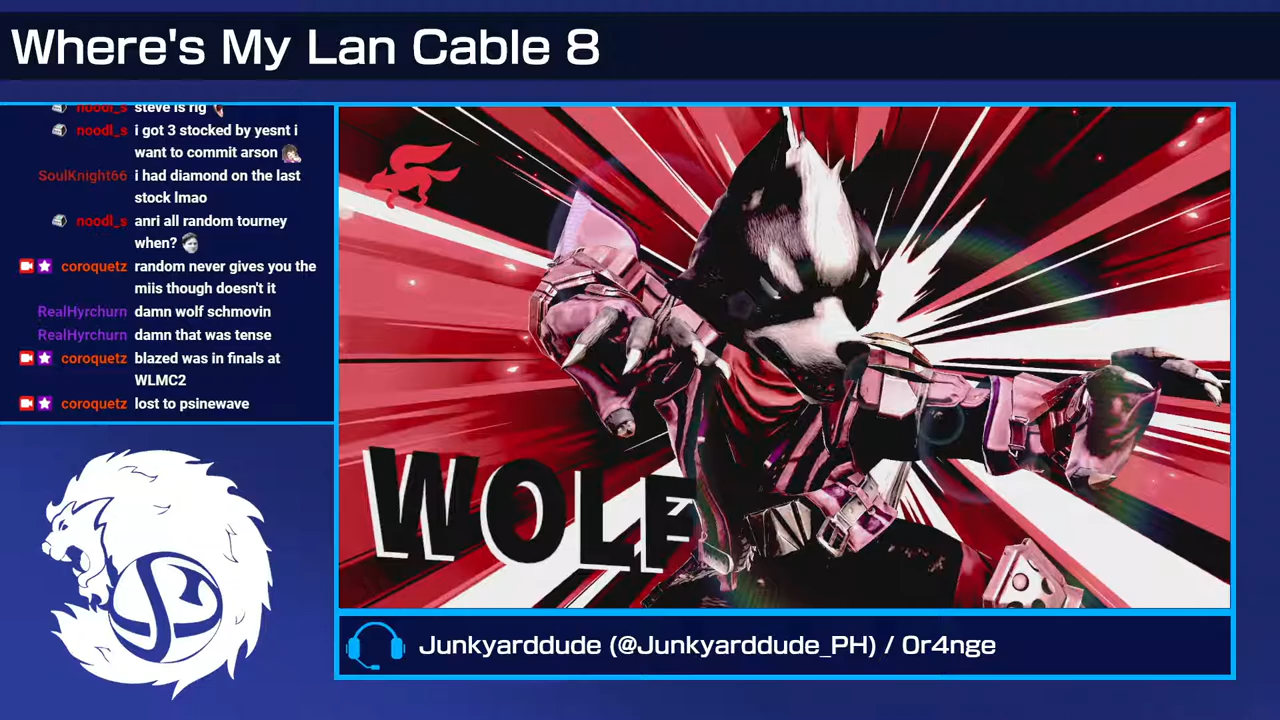 Where's My Lan Cable 8
noodl_s steve is rig
noodl_s i got 3 stocked by yesnt i
want to commit arson
SoulKnight66 i had diamond on the last
stock lmao
noodl_s anri all random tourney
when?
coroquetz random never gives you the
miis though doesn't it
RealHyrchurn damn wolf schmovin
RealHyrchurn damn that was tense
coroquetz blazed was in finals at
WLMC2
coroquetz lost to psinewave
WOLF
Junkyarddude (@Junkyarddude_PH) / Or4nge